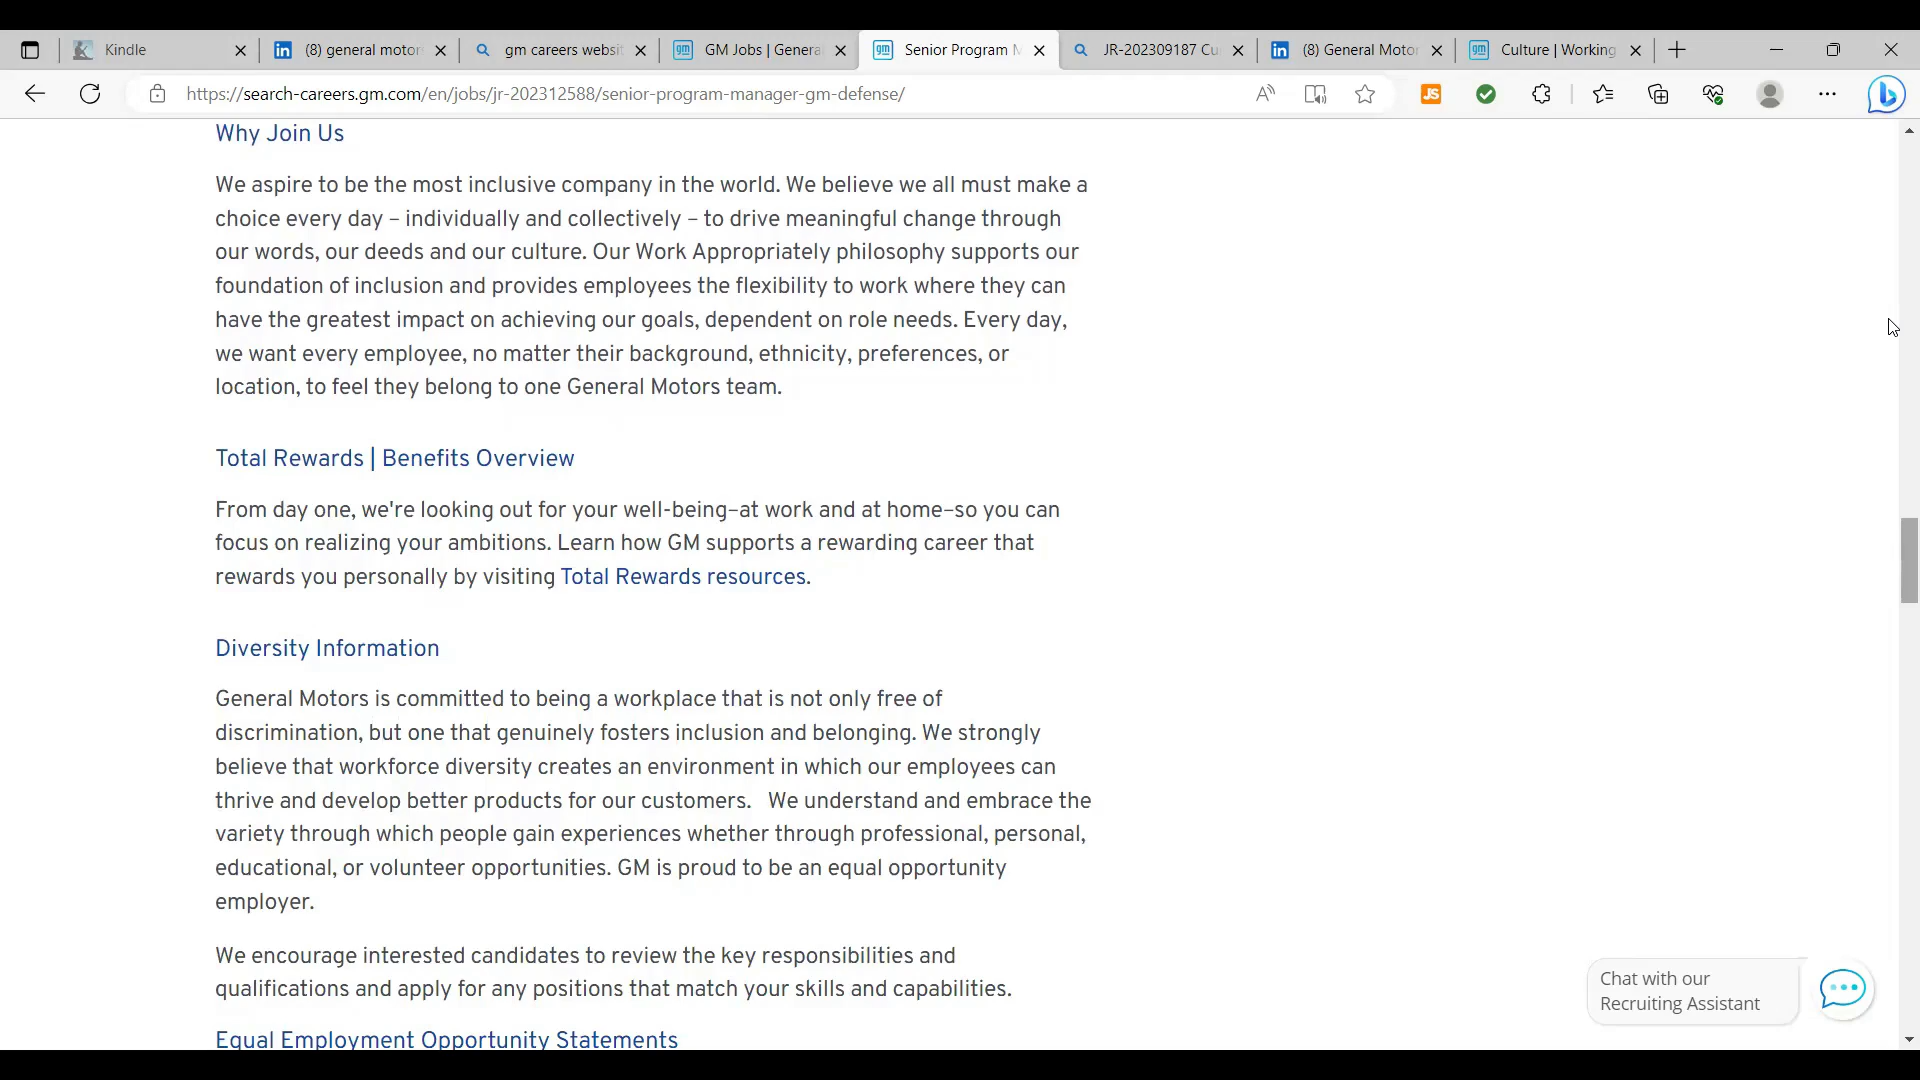 Kindle
(8) general motor
gm careers websit
GM Jobs | Genera
Senior Program M
JR-202309187 Cu
(8) General Motor
Culture | Working
https://search-careers.gm.com/en/jobs/jr-202312588/senior-program-manager-gm-defense/
JS
Why Join Us
We aspire to be the most inclusive company in the world. We believe we all must make a
choice every day – individually and collectively – to drive meaningful change through
our words, our deeds and our culture. Our Work Appropriately philosophy supports our
foundation of inclusion and provides employees the flexibility to work where they can
have the greatest impact on achieving our goals, dependent on role needs. Every day,
we want every employee, no matter their background, ethnicity, preferences, or
location, to feel they belong to one General Motors team.
Total Rewards | Benefits Overview
From day one, we're looking out for your well-being–at work and at home–so you can
focus on realizing your ambitions. Learn how GM supports a rewarding career that
rewards you personally by visiting Total Rewards resources.
Diversity Information
General Motors is committed to being a workplace that is not only free of
discrimination, but one that genuinely fosters inclusion and belonging. We strongly
believe that workforce diversity creates an environment in which our employees can
thrive and develop better products for our customers.   We understand and embrace the
variety through which people gain experiences whether through professional, personal,
educational, or volunteer opportunities. GM is proud to be an equal opportunity
employer.
We encourage interested candidates to review the key responsibilities and
qualifications and apply for any positions that match your skills and capabilities.
Chat with our
Recruiting Assistant
Equal Employment Opportunity Statements